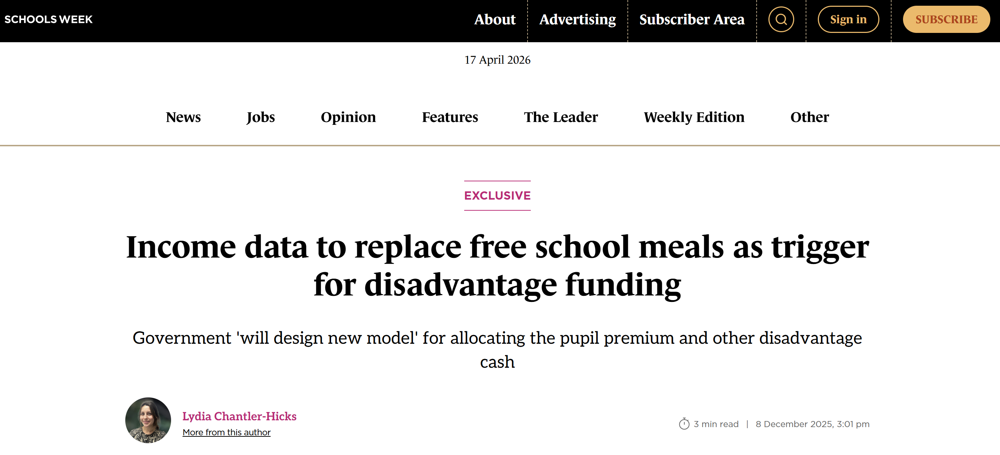 SCHOOLS WEEK
About
Advertising
Subscriber Area
Sign in
SUBSCRIBE
17 April 2026
News
Jobs
Opinion
Features
The Leader
Weekly Edition
Other
EXCLUSIVE
Income data to replace free school meals as trigger
for disadvantage funding
Government 'will design new model' for allocating the pupil premium and other disadvantage
cash
Lydia Chantler-Hicks
More from this author
3 min read | 8 December 2025, 3:01 pm